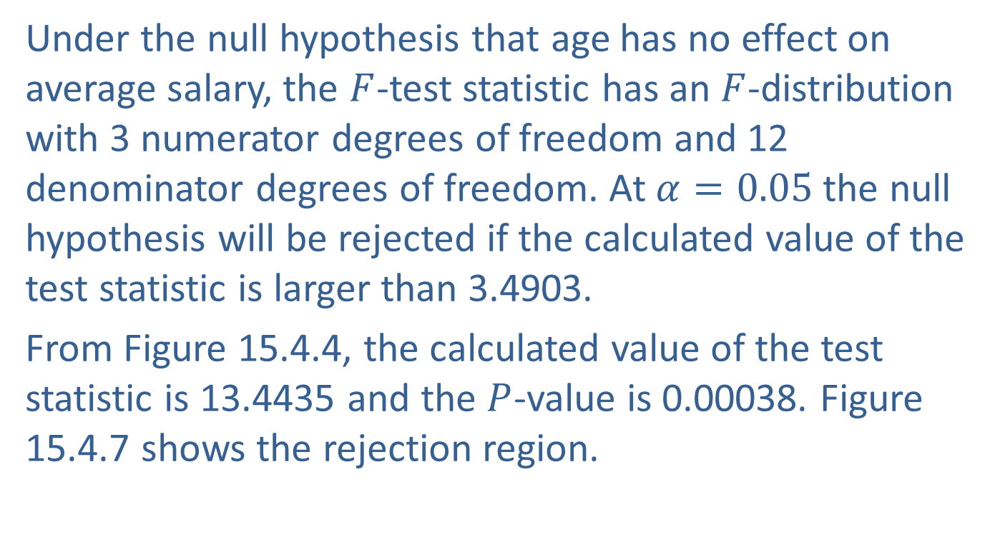 Under the null hypothesis that age has no effect on
average salary, the F-test statistic has an F-distribution
with 3 numerator degrees of freedom and 12
denominator degrees of freedom. At α = 0.05 the null
hypothesis will be rejected if the calculated value of the
test statistic is larger than 3.4903.
From Figure 15.4.4, the calculated value of the test
statistic is 13.4435 and the P-value is 0.00038. Figure
15.4.7 shows the rejection region.